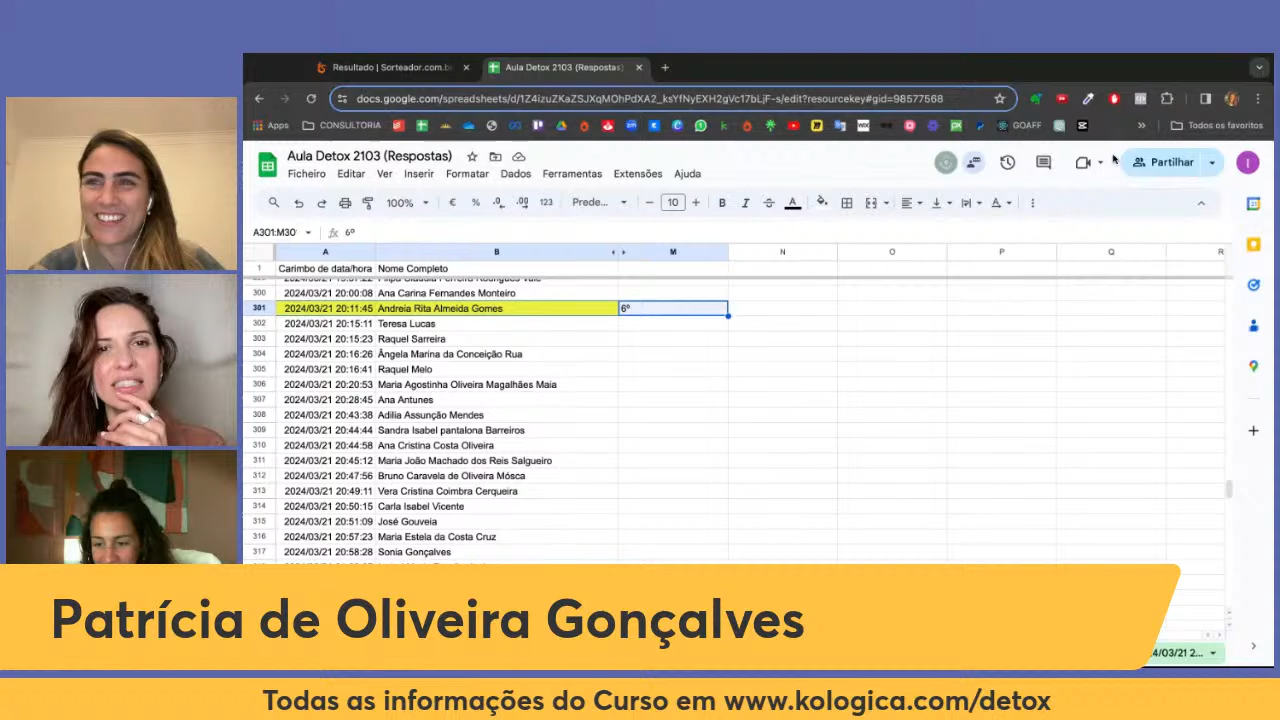 Resultado | Sorteador.com.b
Aula Detox 2103 (Respostas)
docs.google.com/spreadsheets/d/1Z4izuZKaZSJXqMOhPdXA2_ksYfNyEXH2gVc17bLjF-s/edit?resourcekey#gid=98577568
Apps
CONSULTORIA
GOAFF
Todos os favoritos
Aula Detox 2103 (Respostas)
Partilhar
Ficheiro Editar Ver Inserir Formatar Dados Ferramentas Extensões Ajuda
100% € % .0 .00 123 Prede... 10 B I S A
A301:M30 fx 6º
A B M N O P Q R
1 Carimbo de data/hora Nome Completo
300 2024/03/21 20:00:08 Ana Carina Fernandes Monteiro
301 2024/03/21 20:11:45 Andreia Rita Almeida Gomes 6º
302 2024/03/21 20:15:11 Teresa Lucas
303 2024/03/21 20:15:23 Raquel Sarreira
304 2024/03/21 20:16:26 Ângela Marina da Conceição Rua
305 2024/03/21 20:16:41 Raquel Melo
306 2024/03/21 20:20:53 Maria Agostinha Oliveira Magalhães Maia
307 2024/03/21 20:28:45 Ana Antunes
308 2024/03/21 20:43:38 Adilia Assunção Mendes
309 2024/03/21 20:44:44 Sandra Isabel pantalona Barreiros
310 2024/03/21 20:44:58 Ana Cristina Costa Oliveira
311 2024/03/21 20:45:12 Maria João Machado dos Reis Salgueiro
312 2024/03/21 20:47:56 Bruno Caravela de Oliveira Mósca
313 2024/03/21 20:49:11 Vera Cristina Coimbra Cerqueira
314 2024/03/21 20:50:15 Carla Isabel Vicente
315 2024/03/21 20:51:09 José Gouveia
316 2024/03/21 20:57:23 Maria Estela da Costa Cruz
317 2024/03/21 20:58:28 Sonia Gonçalves
4/03/21 2...
Patrícia de Oliveira Gonçalves
Todas as informações do Curso em www.kologica.com/detox